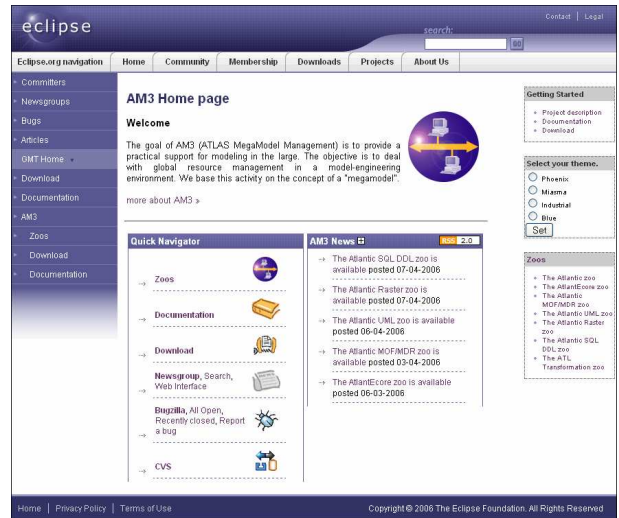 eclipse
Contact | Legal
search:
GO
Eclipse.org navigation
Home
Community
Membership
Downloads
Projects
About Us
Committers
Newsgroups
Bugs
Articles
GMT Home
Download
Documentation
AM3
Zoos
Download
Documentation
AM3 Home page
Welcome
The goal of AM3 (ATLAS MegaModel Management) is to provide a
practical support for modeling in the large. The objective is to deal
with global resource management in a model-engineering
environment. We base this activity on the concept of a "megamodel".
more about AM3 »
Quick Navigator
Zoos
Documentation
Download
Newsgroup, Search,
Web Interface
Bugzilla, All Open,
Recently closed, Report
a bug
CVS
AM3 News
RSS 2.0
The Atlantic SQL DDL zoo is
available posted 07-04-2006
The Atlantic Raster zoo is
available posted 07-04-2006
The Atlantic UML zoo is available
posted 06-04-2006
The Atlantic MOF/MDR zoo is
available posted 03-04-2006
The AtlantEcore zoo is available
posted 06-03-2006
Getting Started
Project description
Documentation
Download
Select your theme.
Phoenix
Miasma
Industrial
Blue
Set
Zoos
The Atlantic zoo
The AtlantEcore zoo
The Atlantic
MOF/MDR zoo
The Atlantic UML zoo
The Atlantic Raster
zoo
The Atlantic SQL
DDL zoo
The ATL
Transformation zoo
Home | Privacy Policy | Terms of Use
Copyright © 2006 The Eclipse Foundation. All Rights Reserved